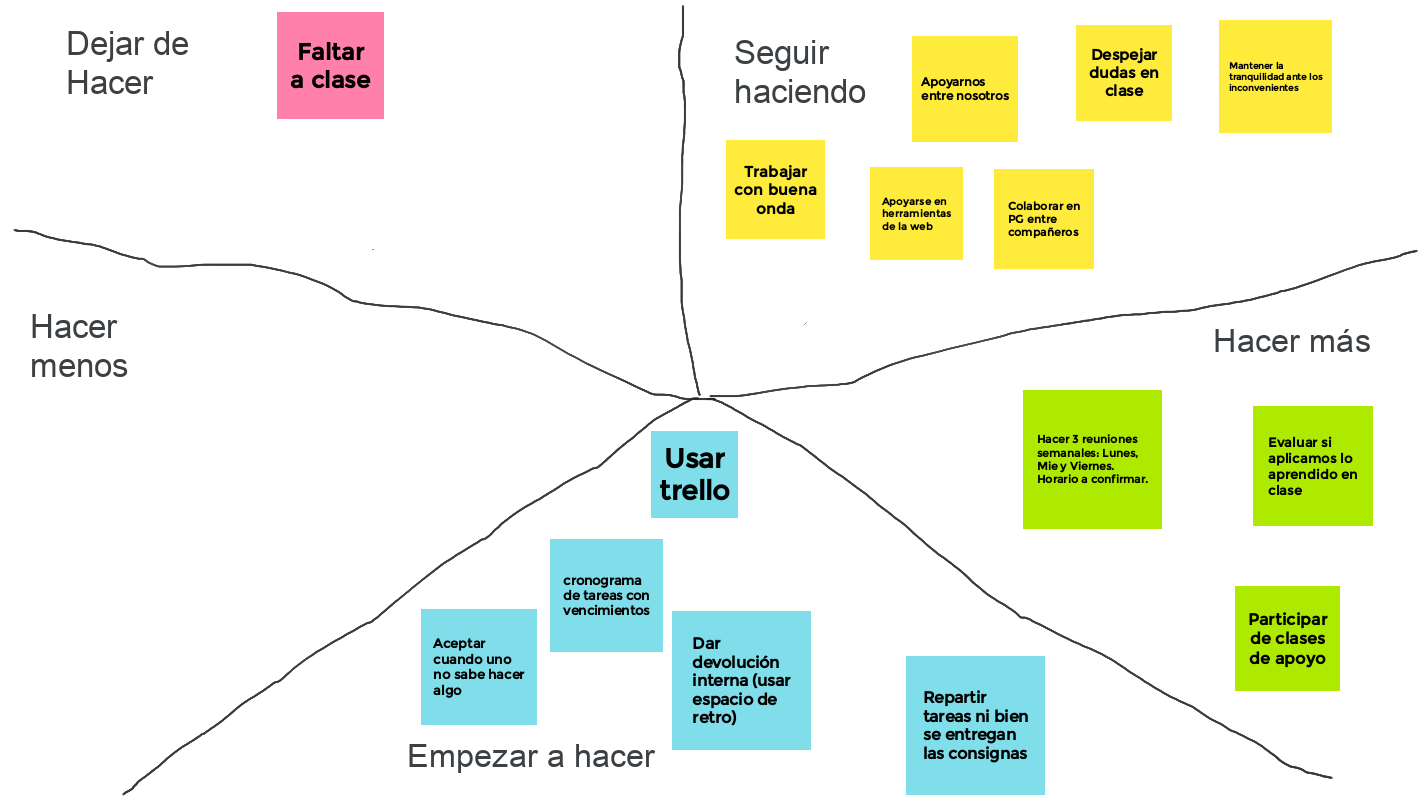 Dejar de
Hacer
Faltar
a clase
Seguir
haciendo
Apoyarnos
entre nosotros
Despejar
dudas en
clase
Mantener la
tranquilidad ante los
inconvenientes
Trabajar
con buena
onda
Apoyarse en
herramientas
de la web
Colaborar en
PG entre
compañeros
Hacer
menos
Hacer más
Hacer 3 reuniones
semanales: Lunes,
Mie y Viernes.
Horario a confirmar.
Evaluar si
aplicamos lo
aprendido en
clase
Participar
de clases
de apoyo
Usar
trello
cronograma
de tareas con
vencimientos
Aceptar
cuando uno
no sabe hacer
algo
Dar
devolución
interna (usar
espacio de
retro)
Repartir
tareas ni bien
se entregan
las consignas
Empezar a hacer